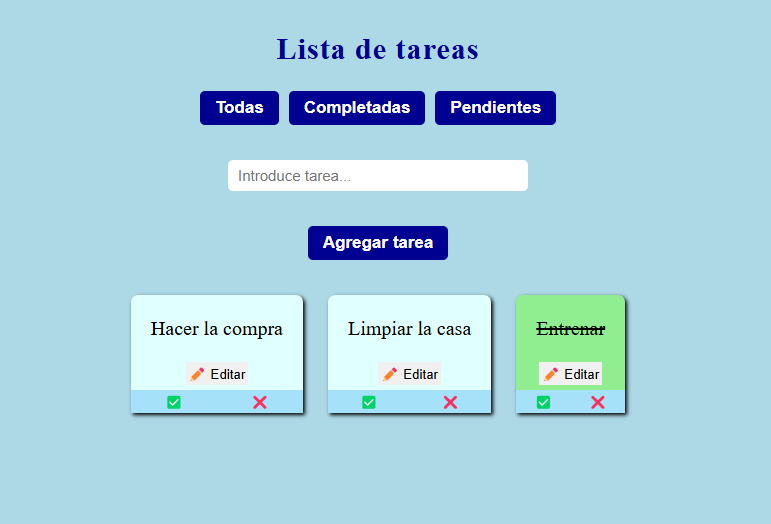 Lista de tareas
Todas Completadas Pendientes
Introduce tarea...
Agregar tarea
Hacer la compra Limpiar la casa Entrenar
Editar Editar Editar